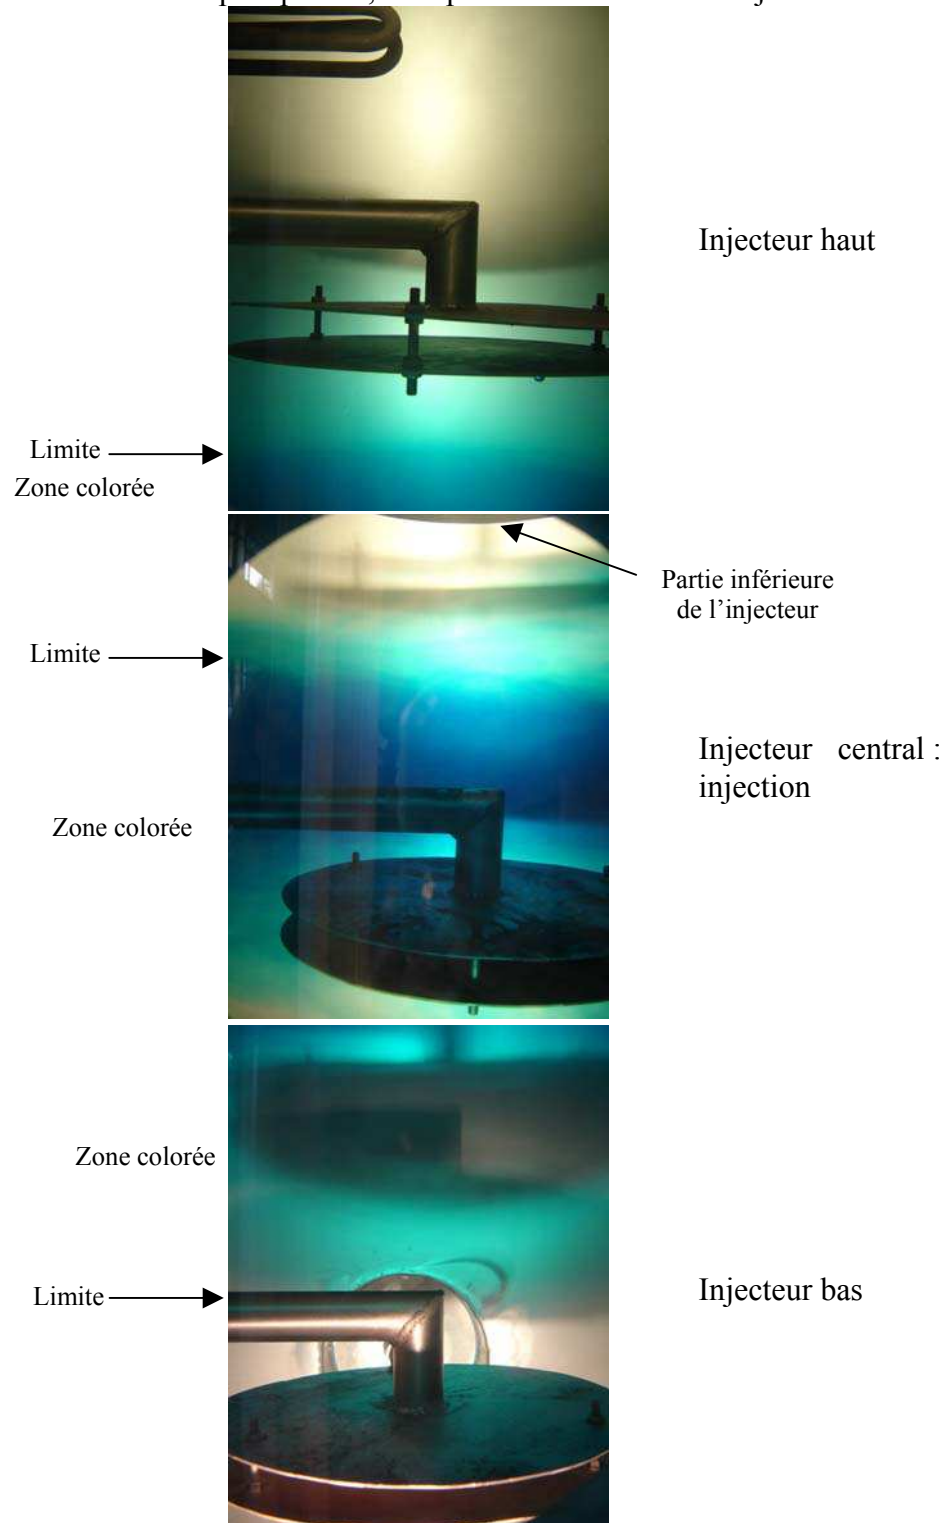 Injecteur haut
Limite
Zone colorée
Partie inférieure
de l’injecteur
Limite
Injecteur central :
injection
Zone colorée
Zone colorée
Limite
Injecteur bas